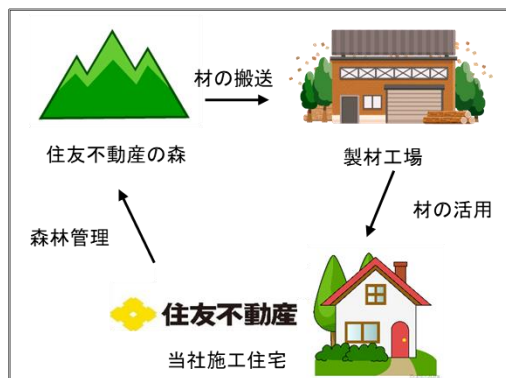 材の搬送
住友不動産の森
製材工場
材の活用
森林管理
住友不動産
当社施工住宅